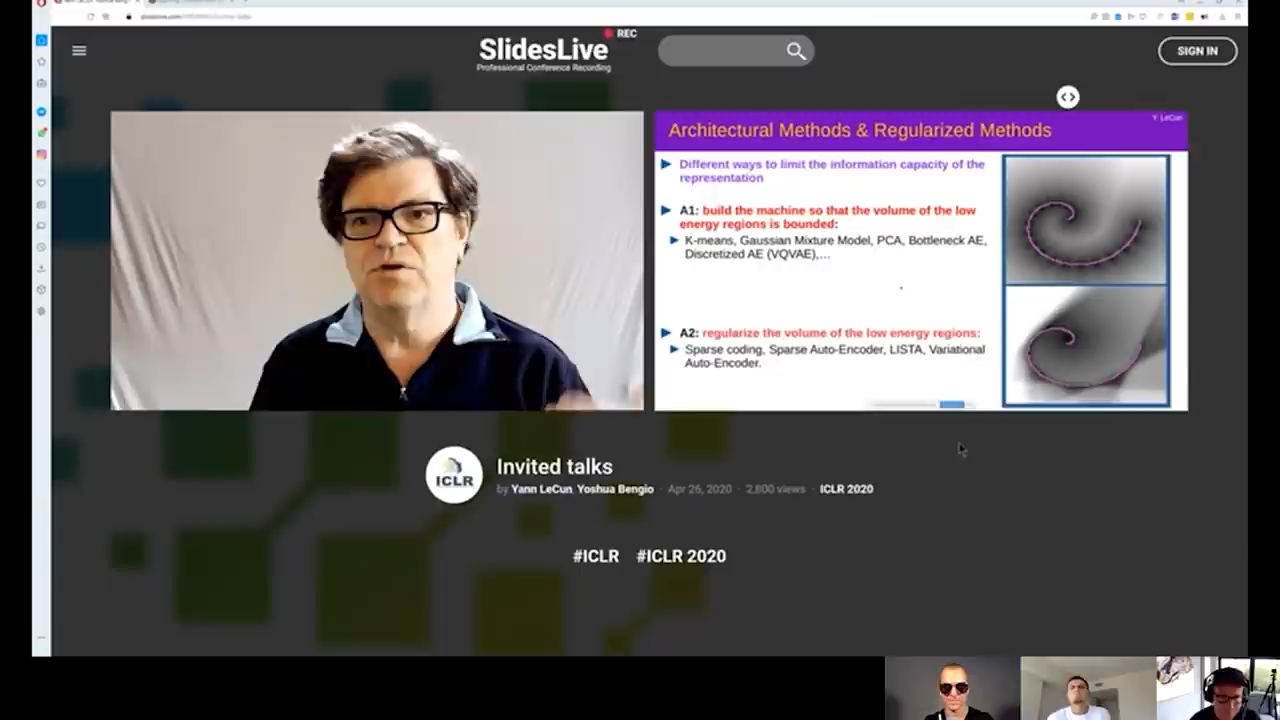 REC
SlidesLive
Professional Conference Recording
SIGN IN
Y LeCun
Architectural Methods & Regularized Methods
Different ways to limit the information capacity of the
representation
A1: build the machine so that the volume of the low
energy regions is bounded:
K-means, Gaussian Mixture Model, PCA, Bottleneck AE,
Discretized AE (VQVAE),...
A2: regularize the volume of the low energy regions:
Sparse coding, Sparse Auto-Encoder, LISTA, Variational
Auto-Encoder.
ICLR
Invited talks
by Yann LeCun, Yoshua Bengio · Apr 26, 2020 · 2,800 views · ICLR 2020
#ICLR #ICLR 2020